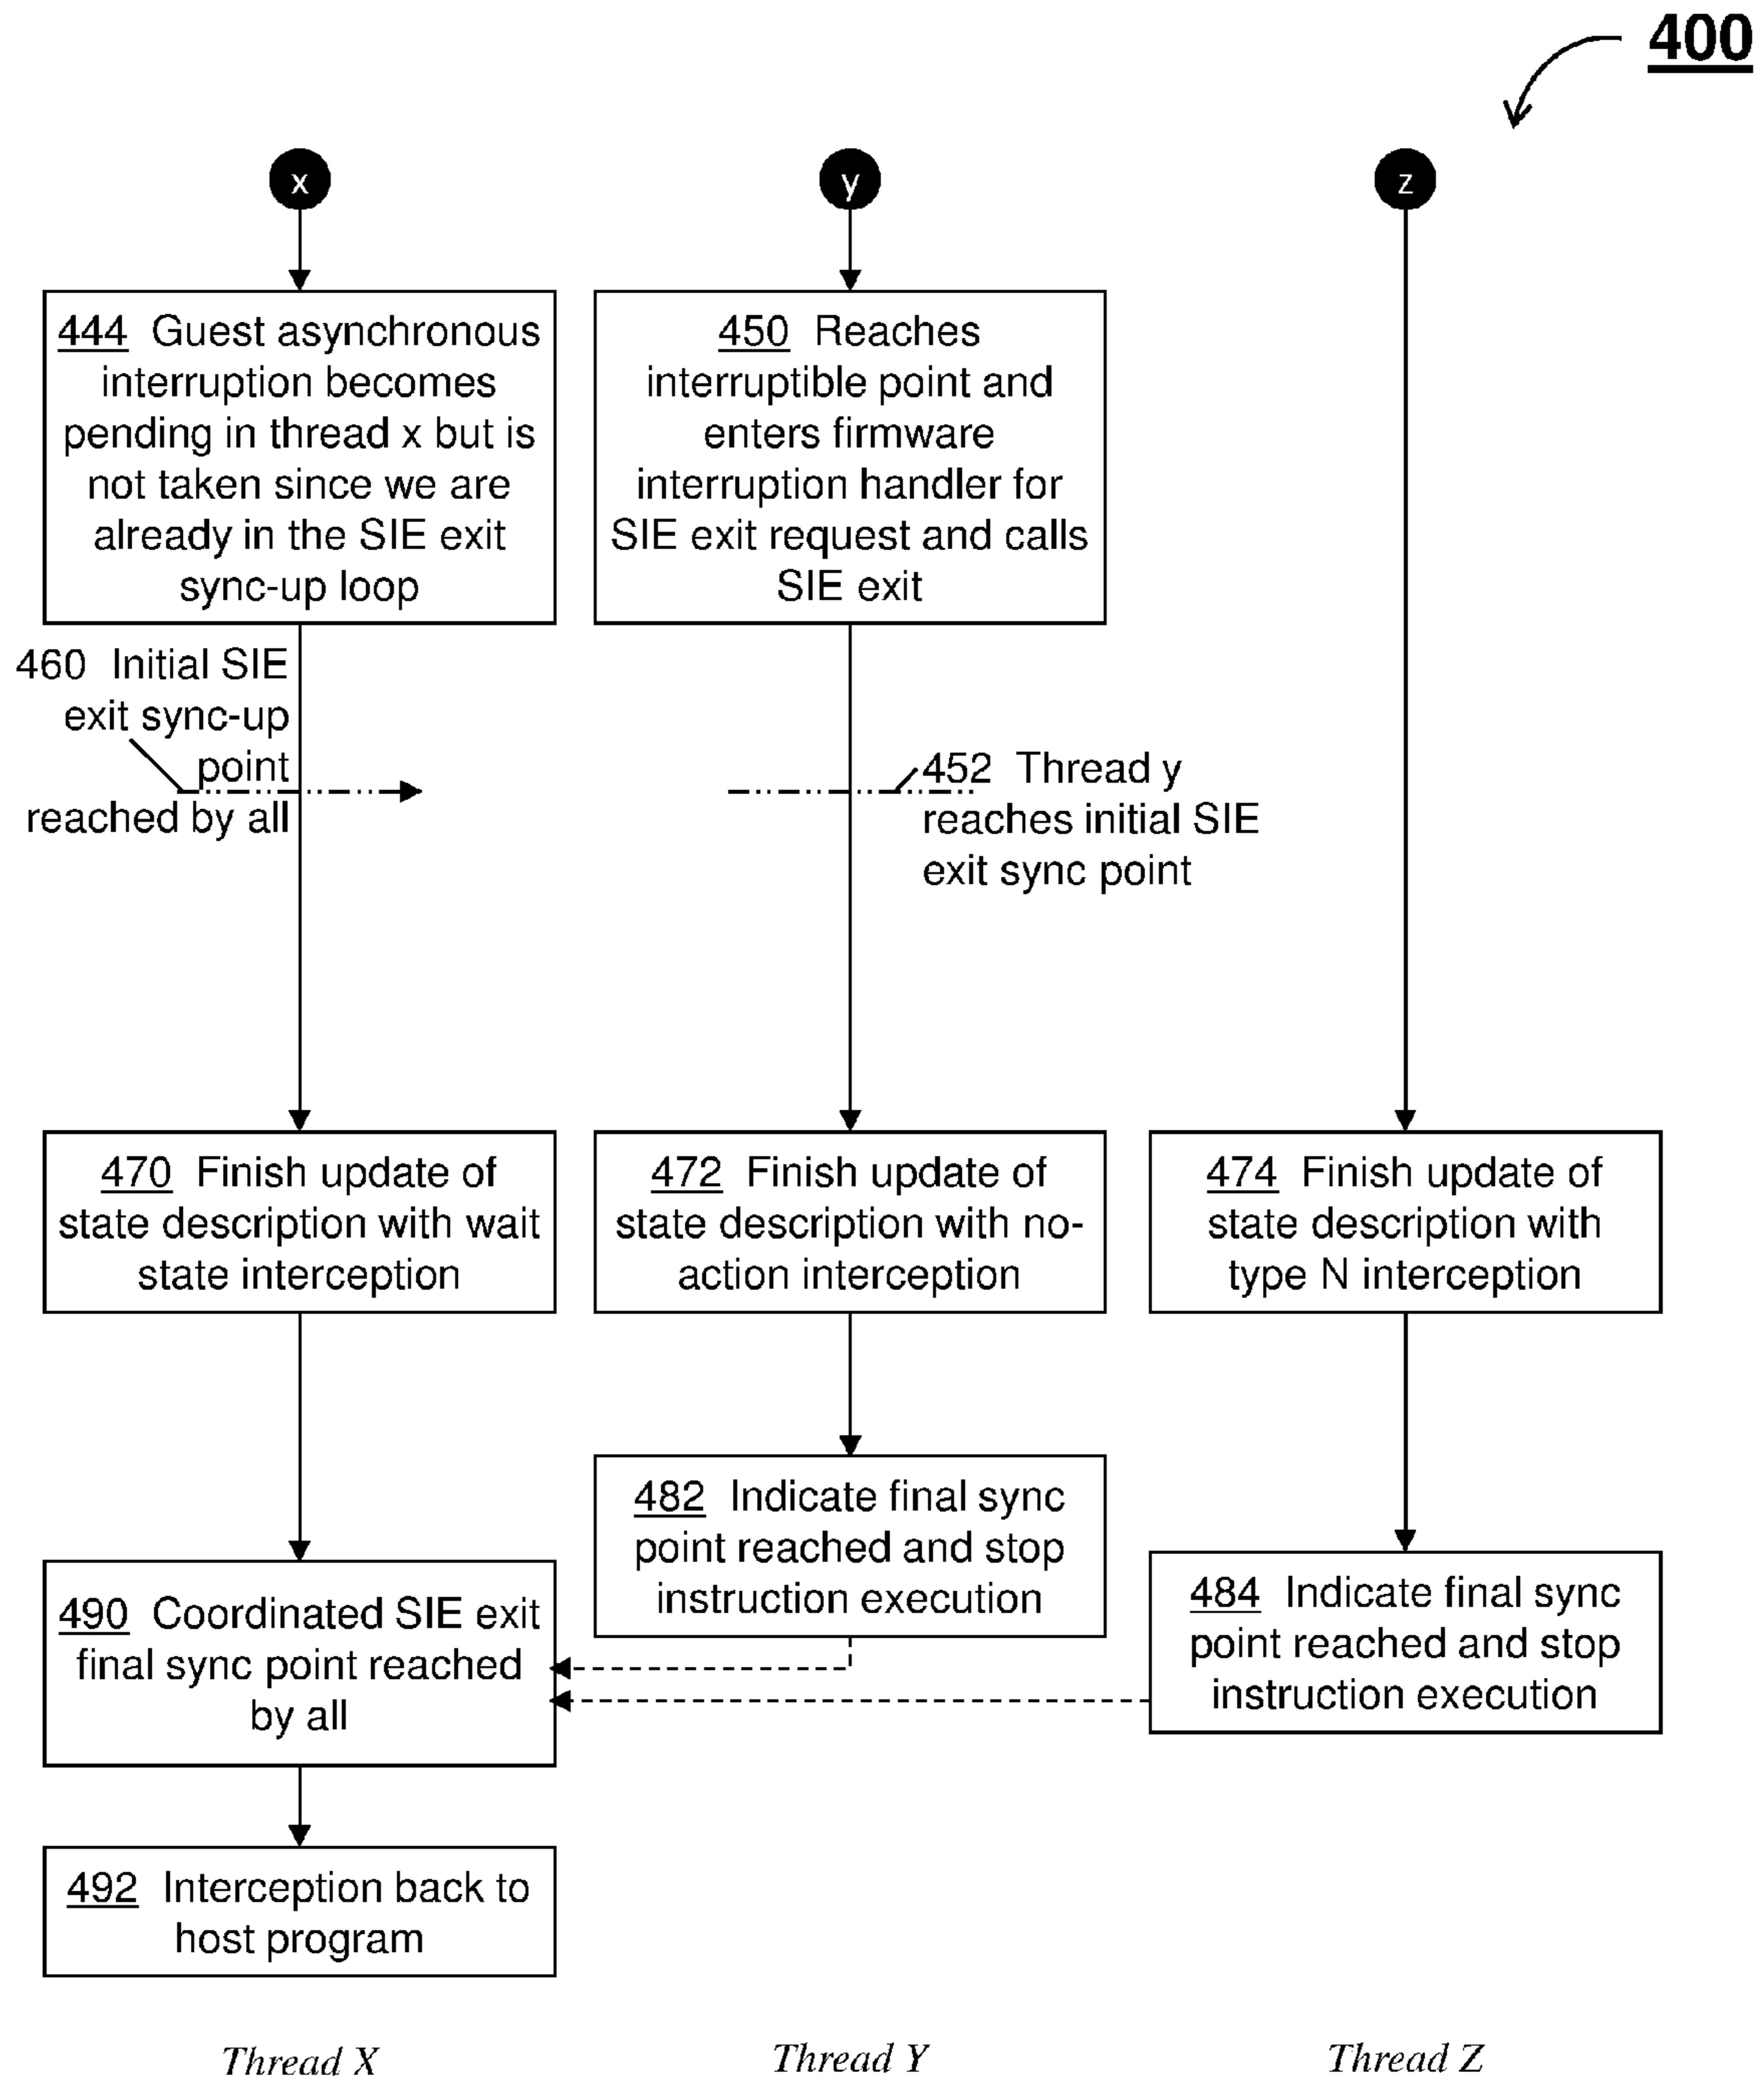 400
x
y
z
444 Guest asynchronous
interruption becomes
pending in thread x but is
not taken since we are
already in the SIE exit
sync-up loop
450 Reaches
interruptible point and
enters firmware
interruption handler for
SIE exit request and calls
SIE exit
460 Initial SIE
exit sync-up
point
reached by all
452 Thread y
reaches initial SIE
exit sync point
470 Finish update of
state description with wait
state interception
472 Finish update of
state description with no-
action interception
474 Finish update of
state description with
type N interception
482 Indicate final sync
point reached and stop
instruction execution
484 Indicate final sync
point reached and stop
instruction execution
490 Coordinated SIE exit
final sync point reached
by all
492 Interception back to
host program
Thread X
Thread Y
Thread Z